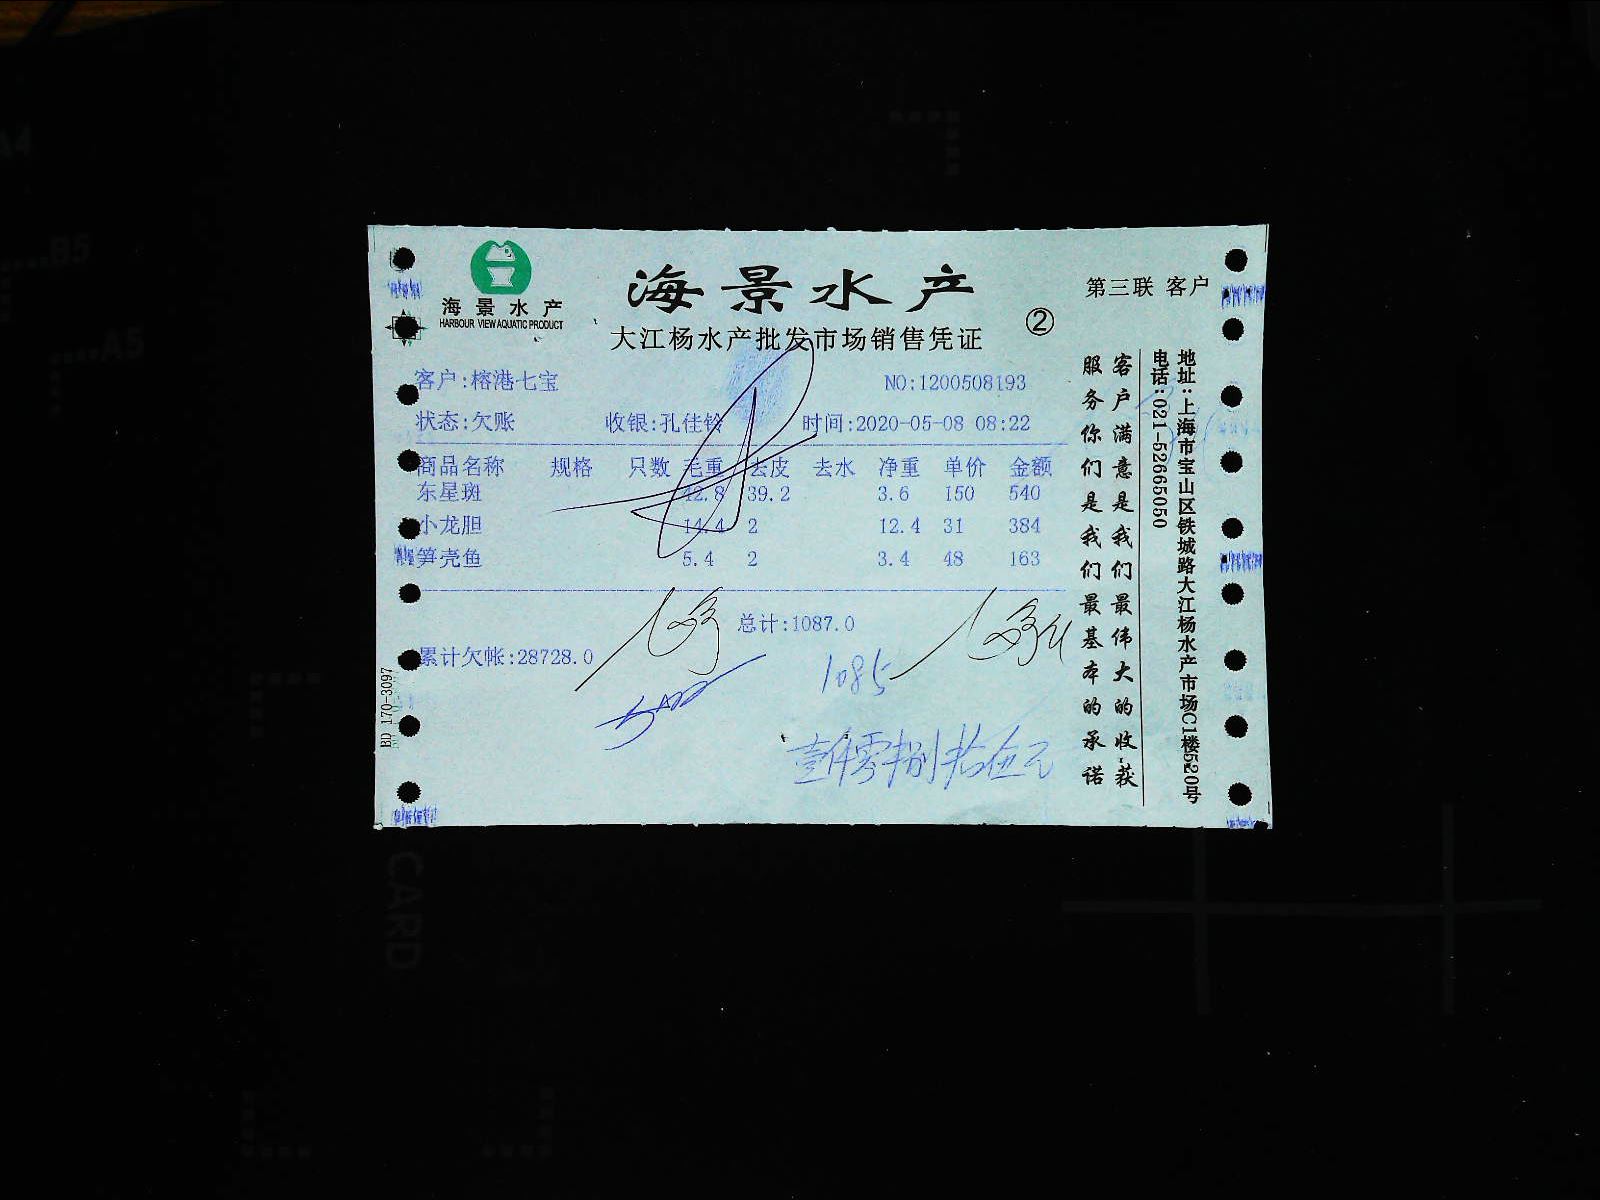 海景水产
HARBOUR VIEW AQUATIC PRODUCT
海景水产
大江杨水产批发市场销售凭证
②
第三联 客户
客户:榕港七宝
NO:1200508193
状态:欠账 收银:孔佳铃 时间:2020-05-08 08:22
商品名称 规格 只数 毛重 去皮 去水 净重 单价 金额
东星斑 42.8 39.2 3.6 150 540
小龙胆 14.4 2 12.4 31 384
笋壳鱼 5.4 2 3.4 48 163
总计:1087.0
累计欠帐:28728.0
1085
壹仟零捌拾伍元
BD 170-3097
客户满意是我们最伟大的收获
服务你们是我们最基本的承诺
地址:上海市宝山区铁城路大江杨水产市场C1楼520号
电话:021-52665050
A4
B5
A5
CARD